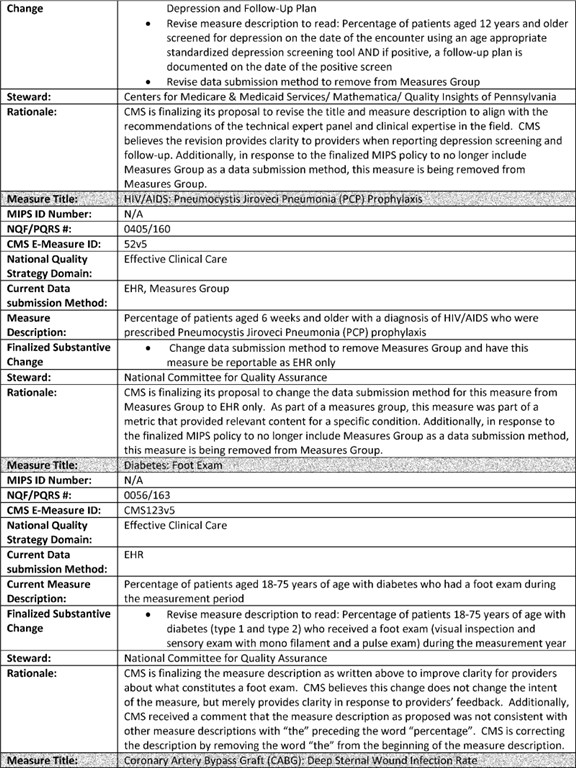 Change
Depression and Follow-Up Plan
• Revise measure description to read: Percentage of patients aged 12 years and older
screened for depression on the date of the encounter using an age appropriate
standardized depression screening tool AND if positive, a follow-up plan is
documented on the date of the positive screen
• Revise data submission method to remove from Measures Group
Steward: Centers for Medicare & Medicaid Services/ Mathematica/ Quality Insights of Pennsylvania
Rationale: CMS is finalizing its proposal to revise the title and measure description to align with the
recommendations of the technical expert panel and clinical expertise in the field. CMS
believes the revision provides clarity to providers when reporting depression screening and
follow-up. Additionally, in response to the finalized MIPS policy to no longer include
Measures Group as a data submission method, this measure is being removed from
Measures Group.
Measure Title: HIV/AIDS: Pneumocystis Jiroveci Pneumonia (PCP) Prophylaxis
MIPS ID Number: N/A
NQF/PQRS #: 0405/160
CMS E-Measure ID: 52v5
National Quality
Strategy Domain:
Effective Clinical Care
Current Data
submission Method:
EHR, Measures Group
Measure
Description:
Percentage of patients aged 6 weeks and older with a diagnosis of HIV/AIDS who were
prescribed Pneumocystis Jiroveci Pneumonia (PCP) prophylaxis
Finalized Substantive
Change
• Change data submission method to remove Measures Group and have this
measure be reportable as EHR only
Steward: National Committee for Quality Assurance
Rationale: CMS is finalizing its proposal to change the data submission method for this measure from
Measures Group to EHR only. As part of a measures group, this measure was part of a
metric that provided relevant content for a specific condition. Additionally, in response to
the finalized MIPS policy to no longer include Measures Group as a data submission method,
this measure is being removed from Measures Group.
Measure Title: Diabetes: Foot Exam
MIPS ID Number: N/A
NQF/PQRS #: 0056/163
CMS E-Measure ID: CMS123v5
National Quality
Strategy Domain:
Effective Clinical Care
Current Data
submission Method:
EHR
Current Measure
Description:
Percentage of patients aged 18-75 years of age with diabetes who had a foot exam during
the measurement period
Finalized Substantive
Change
• Revise measure description to read: Percentage of patients 18-75 years of age with
diabetes (type 1 and type 2) who received a foot exam (visual inspection and
sensory exam with mono filament and a pulse exam) during the measurement year
Steward: National Committee for Quality Assurance
Rationale: CMS is finalizing the measure description as written above to improve clarity for providers
about what constitutes a foot exam. CMS believes this change does not change the intent
of the measure, but merely provides clarity in response to providers' feedback. Additionally,
CMS received a comment that the measure description as proposed was not consistent with
other measure descriptions with “the” preceding the word “percentage”. CMS is correcting
the description by removing the word “the” from the beginning of the measure description.
Measure Title: Coronary Artery Bypass Graft (CABG): Deep Sternal Wound Infection Rate